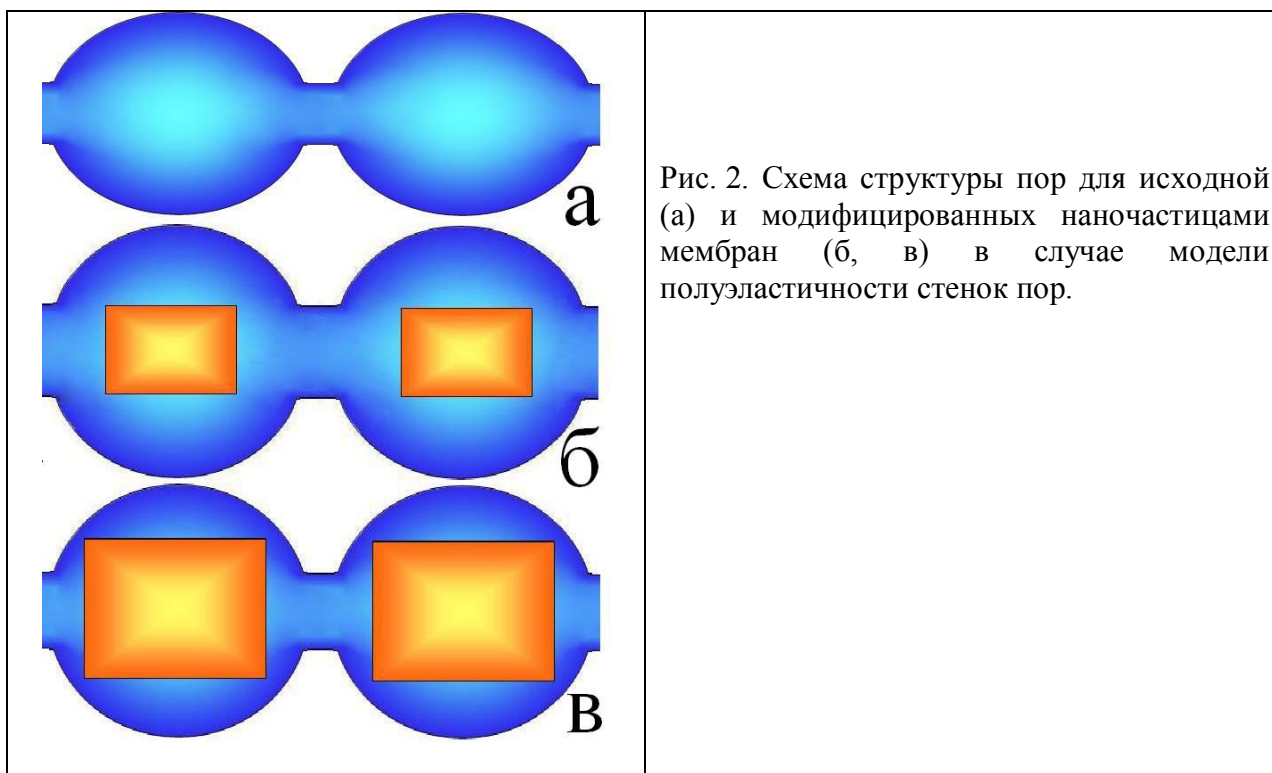 а
б
в
Рис. 2. Схема структуры пор для исходной
(а) и модифицированных наночастицами
мембран (б, в) в случае модели
полуэластичности стенок пор.